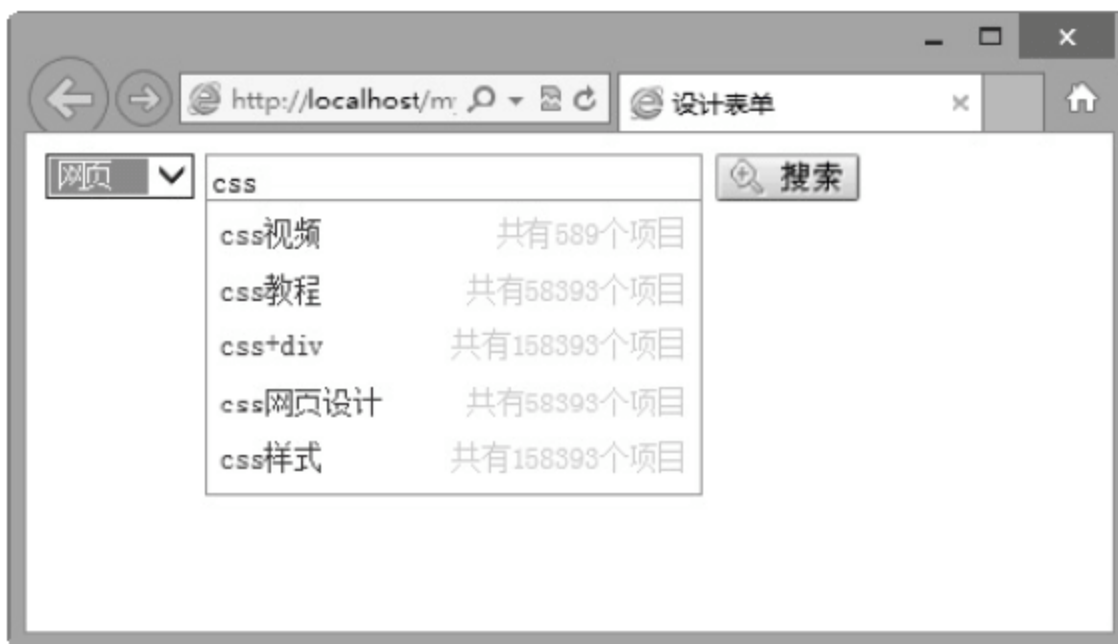 http://localhost/m
设计表单
网页
css
搜索
css视频 共有589个项目
css教程 共有58393个项目
css+div 共有158393个项目
css网页设计 共有58393个项目
css样式 共有158393个项目